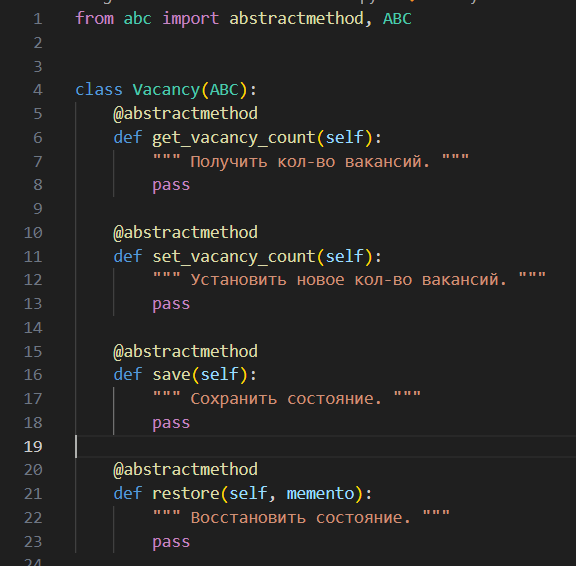 1 from abc import abstractmethod, ABC
2
3
4 class Vacancy(ABC):
5 @abstractmethod
6 def get_vacancy_count(self):
7 """ Получить кол-во вакансий. """
8 pass
9
10 @abstractmethod
11 def set_vacancy_count(self):
12 """ Установить новое кол-во вакансий. """
13 pass
14
15 @abstractmethod
16 def save(self):
17 """ Сохранить состояние. """
18 pass
19
20 @abstractmethod
21 def restore(self, memento):
22 """ Восстановить состояние. """
23 pass
24